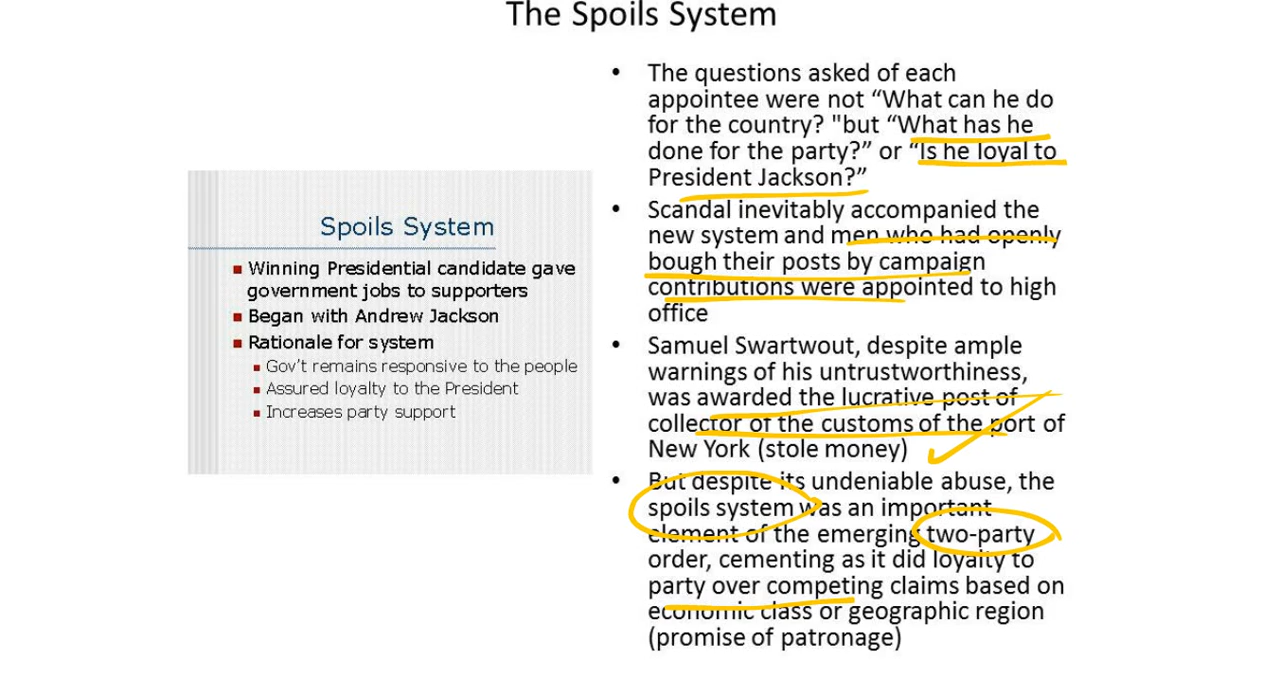 The Spoils System
Spoils System
Winning Presidential candidate gave
government jobs to supporters
Began with Andrew Jackson
Rationale for system
Gov't remains responsive to the people
Assured loyalty to the President
Increases party support
• The questions asked of each
appointee were not “What can he do
for the country? "but “What has he
done for the party?” or “Is he loyal to
President Jackson?”
• Scandal inevitably accompanied the
new system and men who had openly
bough their posts by campaign
contributions were appointed to high
office
• Samuel Swartwout, despite ample
warnings of his untrustworthiness,
was awarded the lucrative post of
collector of the customs of the port of
New York (stole money)
• But despite its undeniable abuse, the
spoils system was an important
element of the emerging two-party
order, cementing as it did loyalty to
party over competing claims based on
economic class or geographic region
(promise of patronage)